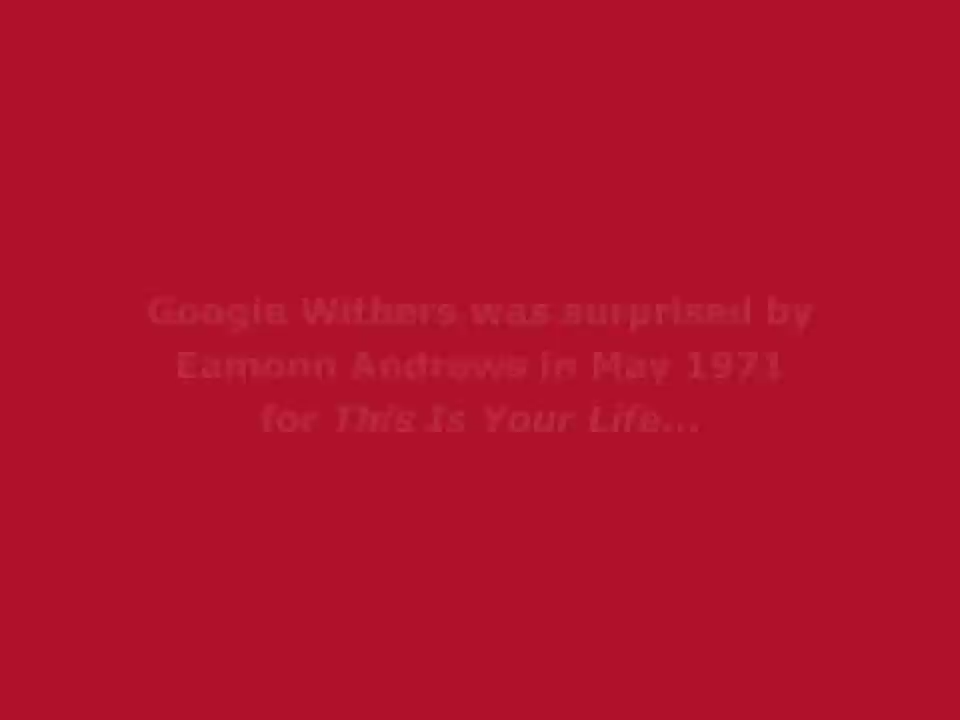 Googie Withers was surprised by
Eamonn Andrews in May 1971
for This Is Your Life...